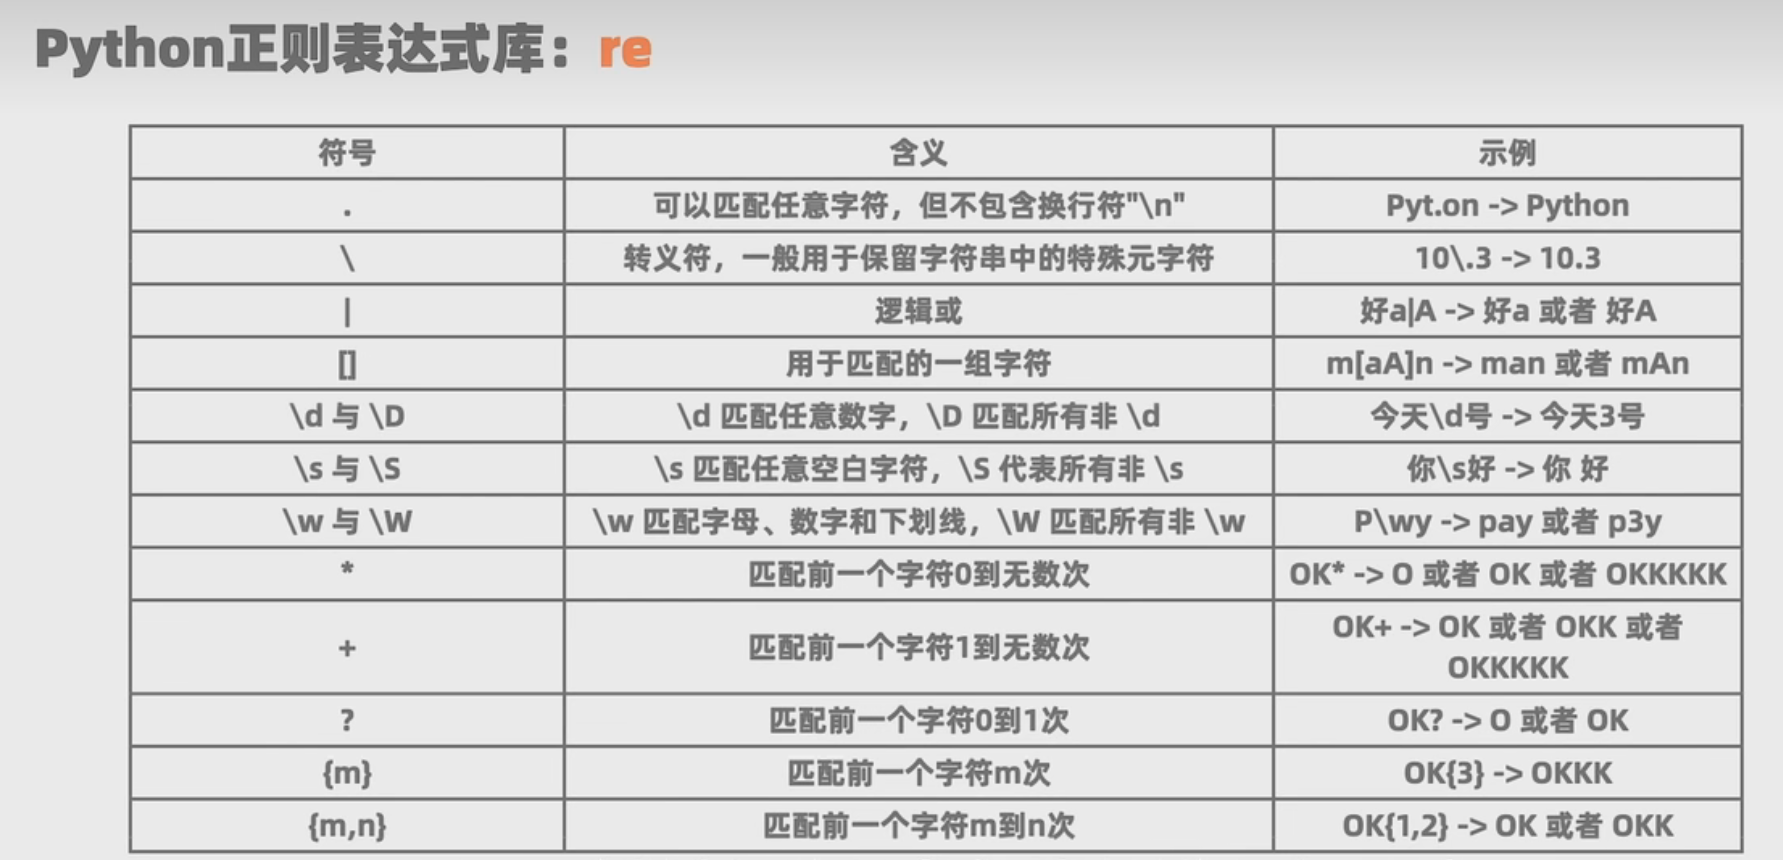 Python正则表达式库：re
符号 含义 示例
. 可以匹配任意字符，但不包含换行符"\n" Pyt.on -> Python
\ 转义符，一般用于保留字符串中的特殊元字符 10\.3 -> 10.3
| 逻辑或 好a|A -> 好a 或者 好A
[] 用于匹配的一组字符 m[aA]n -> man 或者 mAn
\d 与 \D \d 匹配任意数字，\D 匹配所有非 \d 今天\d号 -> 今天3号
\s 与 \S \s 匹配任意空白字符，\S 代表所有非 \s 你\s好 -> 你 好
\w 与 \W \w 匹配字母、数字和下划线，\W 匹配所有非 \w P\wy -> pay 或者 p3y
* 匹配前一个字符0到无数次 OK* -> O 或者 OK 或者 OKKKKK
+ 匹配前一个字符1到无数次 OK+ -> OK 或者 OKK 或者
OKKKKK
? 匹配前一个字符0到1次 OK? -> O 或者 OK
{m} 匹配前一个字符m次 OK{3} -> OKKK
{m,n} 匹配前一个字符m到n次 OK{1,2} -> OK 或者 OKK